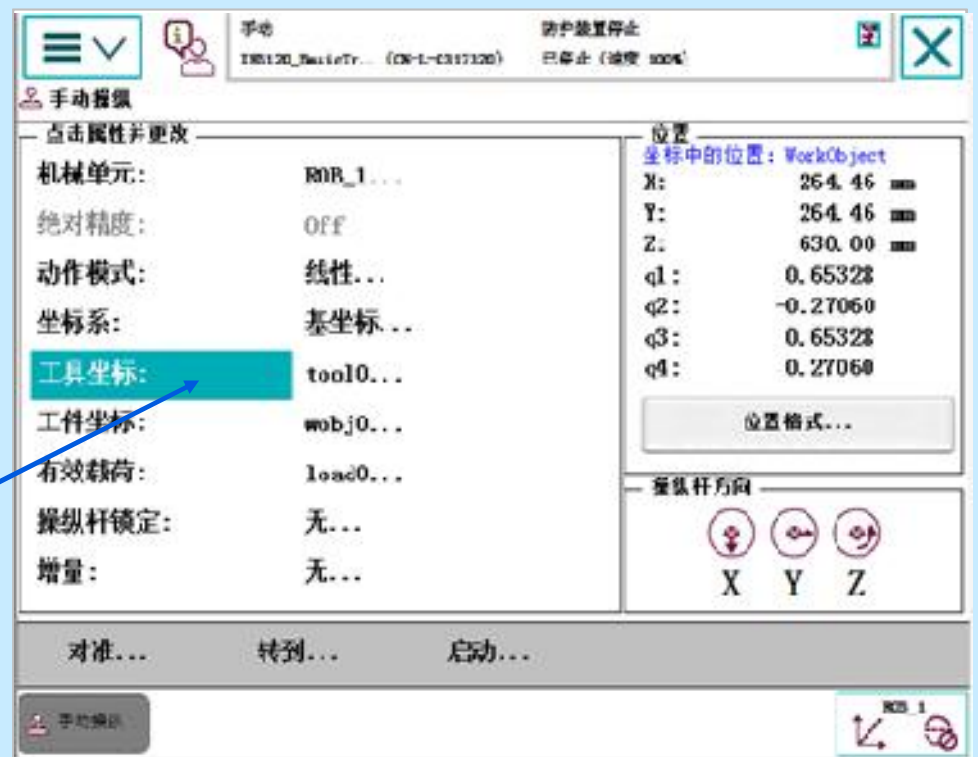 手动
防护装置停止
IRB120_BasicTr... (CN-L-0317320)
已停止 (速度 100%)
手动操纵
点击属性并更改
机械单元:
ROB_1...
绝对精度:
Off
动作模式:
线性...
坐标系:
基坐标...
工具坐标:
tool0...
工件坐标:
wobj0...
有效载荷:
load0...
操纵杆锁定:
无...
增量:
无...
位置
坐标中的位置: WorkObject
X: 264.46 mm
Y: 264.46 mm
Z: 630.00 mm
q1: 0.65328
q2: -0.27060
q3: 0.65328
q4: 0.27060
位置格式...
操纵杆方向
X Y Z
对准...
转到...
启动...
手动操纵
ROB_1